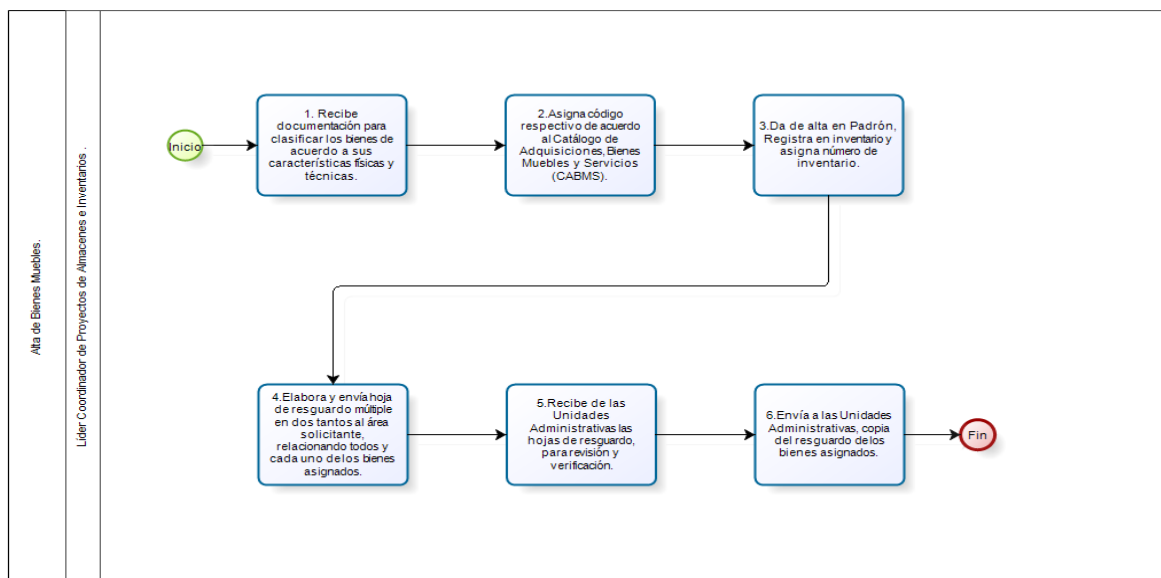 Alta de Bienes Muebles.
Líder Coordinador de Proyectos de Almacenes e Inventarios .
Inicio
1. Recibe
documentación para
clasificar los bienes de
acuerdo a sus
características físicas y
técnicas.
2.Asigna código
respectivo de acuerdo
al Catálogo de
Adquisiciones, Bienes
Muebles y Servicios
(CABMS).
3.Da de alta en Padrón,
Registra en inventario y
asigna número de
inventario.
4.Elabora y envía hoja
de resguardo múltiple
en dos tantos al área
solicitante,
relacionando todos y
cada uno de los bienes
asignados.
5.Recibe de las
Unidades
Administrativas las
hojas de resguardo,
para revisión y
verificación.
6.Envía a las Unidades
Administrativas, copia
del resguardo de los
bienes asignados.
Fin